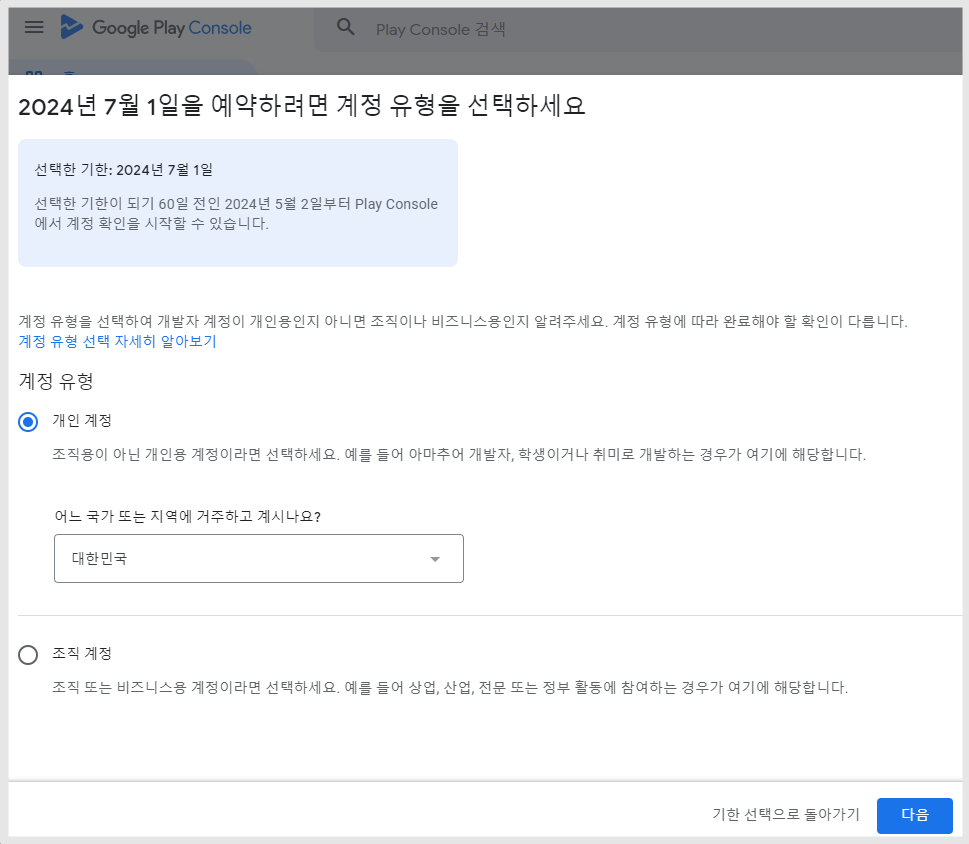 Google Play Console
Play Console 검색
2024년 7월 1일을 예약하려면 계정 유형을 선택하세요
선택한 기한: 2024년 7월 1일
선택한 기한이 되기 60일 전인 2024년 5월 2일부터 Play Console
에서 계정 확인을 시작할 수 있습니다.
계정 유형을 선택하여 개발자 계정이 개인용인지 아니면 조직이나 비즈니스용인지 알려주세요. 계정 유형에 따라 완료해야 할 확인이 다릅니다.
계정 유형 선택 자세히 알아보기
계정 유형
개인 계정
조직용이 아닌 개인용 계정이라면 선택하세요. 예를 들어 아마추어 개발자, 학생이거나 취미로 개발하는 경우가 여기에 해당합니다.
어느 국가 또는 지역에 거주하고 계시나요?
대한민국
조직 계정
조직 또는 비즈니스용 계정이라면 선택하세요. 예를 들어 상업, 산업, 전문 또는 정부 활동에 참여하는 경우가 여기에 해당합니다.
기한 선택으로 돌아가기
다음